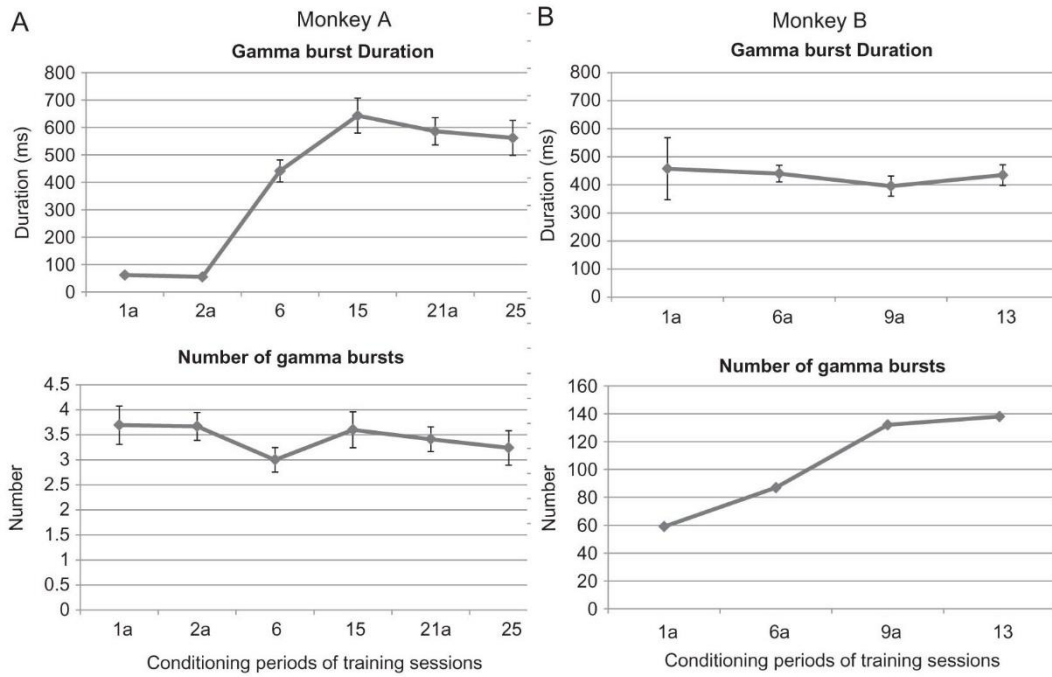 A
Monkey A
Gamma burst Duration
800
700
600
500
400
300
200
100
0
Duration (ms)
1a 2a 6 15 21a 25
Number of gamma bursts
4.5
4
3.5
3
2.5
2
1.5
1
0.5
0
Number
1a 2a 6 15 21a 25
Conditioning periods of training sessions
B
Monkey B
Gamma burst Duration
800
700
600
500
400
300
200
100
0
Duration (ms)
1a 6a 9a 13
Number of gamma bursts
160
140
120
100
80
60
40
20
0
Number
1a 6a 9a 13
Conditioning periods of training sessions